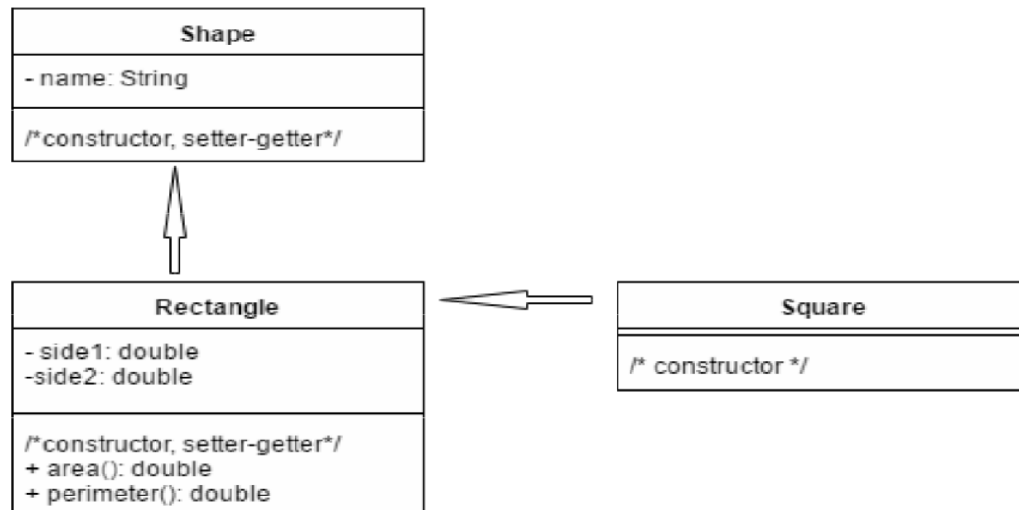 Shape
- name: String
/*constructor, setter-getter*/
Rectangle
- side1: double
-side2: double
/*constructor, setter-getter*/
+ area(): double
+ perimeter(): double
Square
/* constructor */